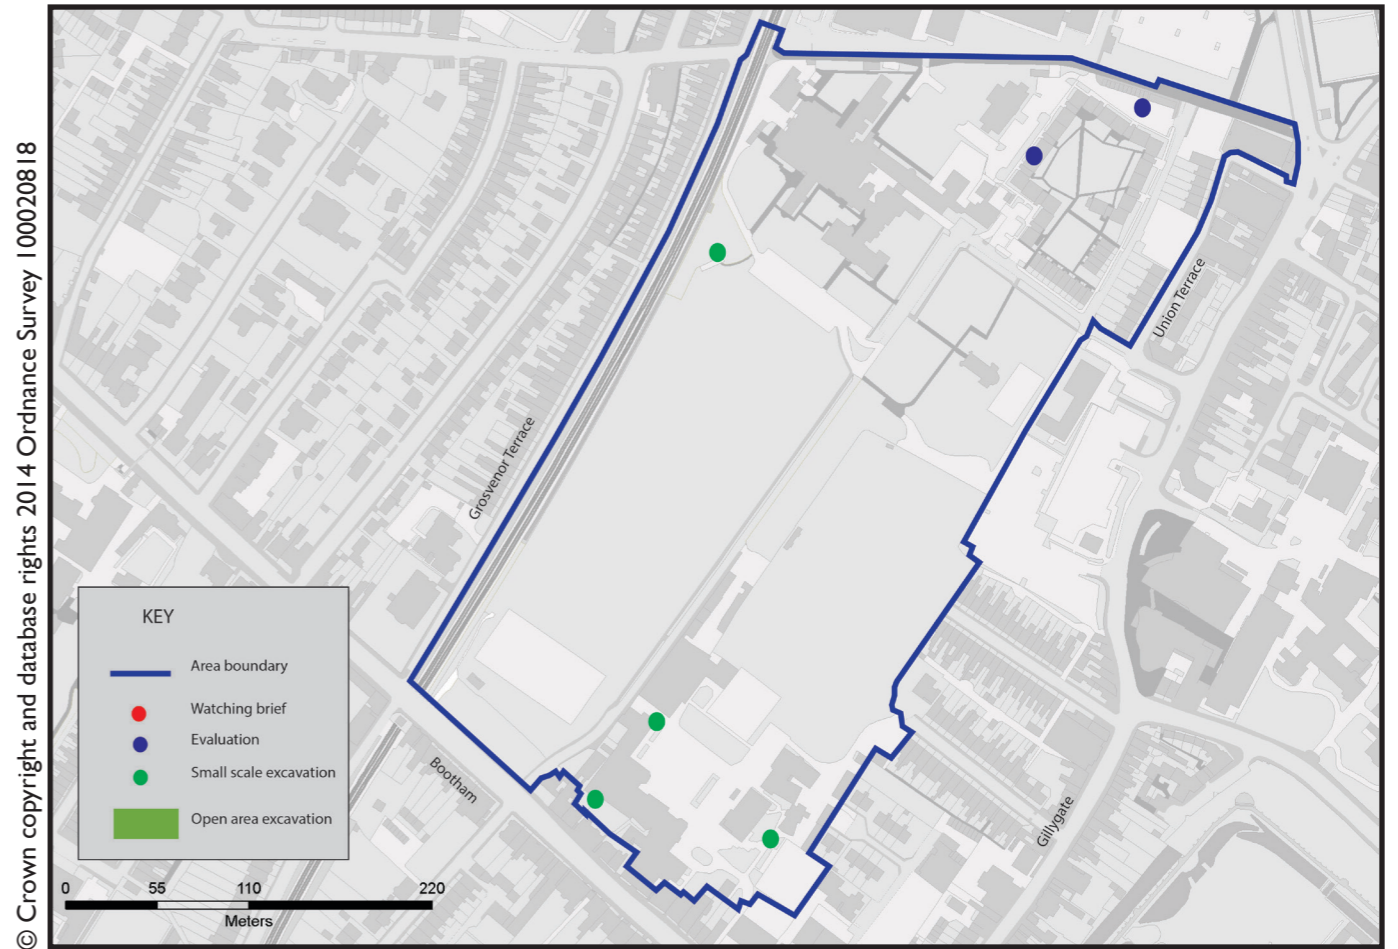 © Crown copyright and database rights 2014 Ordnance Survey 100020818
Union Terrace
Grosvenor Terrace
Bootham
Gillygate
KEY
Area boundary
Watching brief
Evaluation
Small scale excavation
Open area excavation
0 55 110 220
Meters